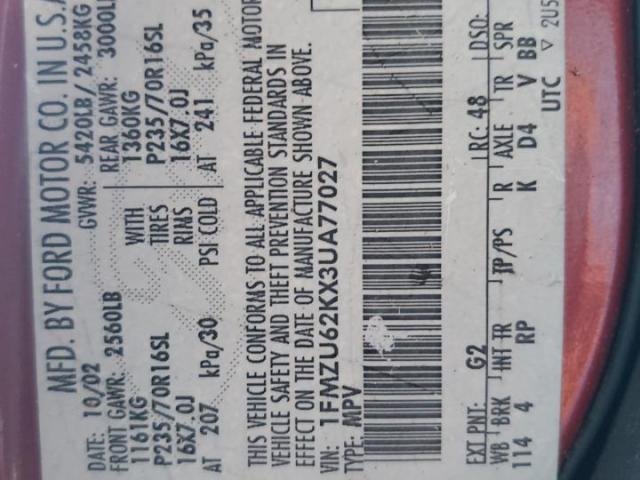 MFD. BY FORD MOTOR CO. IN U.S.A
DATE: 10/02 GVWR: 5420LB/ 2458KG
FRONT GAWR: 2560LB REAR GAWR: 3000LB
1161KG WITH 1360KG
P235/70R16SL TIRES P235/70R16SL
16X7.0J RIMS 16X7.0J
AT 207 kPa/30 PSI COLD AT 241 kPa/35
THIS VEHICLE CONFORMS TO ALL APPLICABLE FEDERAL MOTOR
VEHICLE SAFETY AND THEFT PREVENTION STANDARDS IN
EFFECT ON THE DATE OF MANUFACTURE SHOWN ABOVE.
VIN: 1FMZU62KX3UA77027
TYPE: MPV
EXT PNT: G2 RC: 48 DSO:
WB BRK INT TR TP/PS R AXLE TR SPR
114 4 RP K D4 V BB
UTC ▽ 2U5